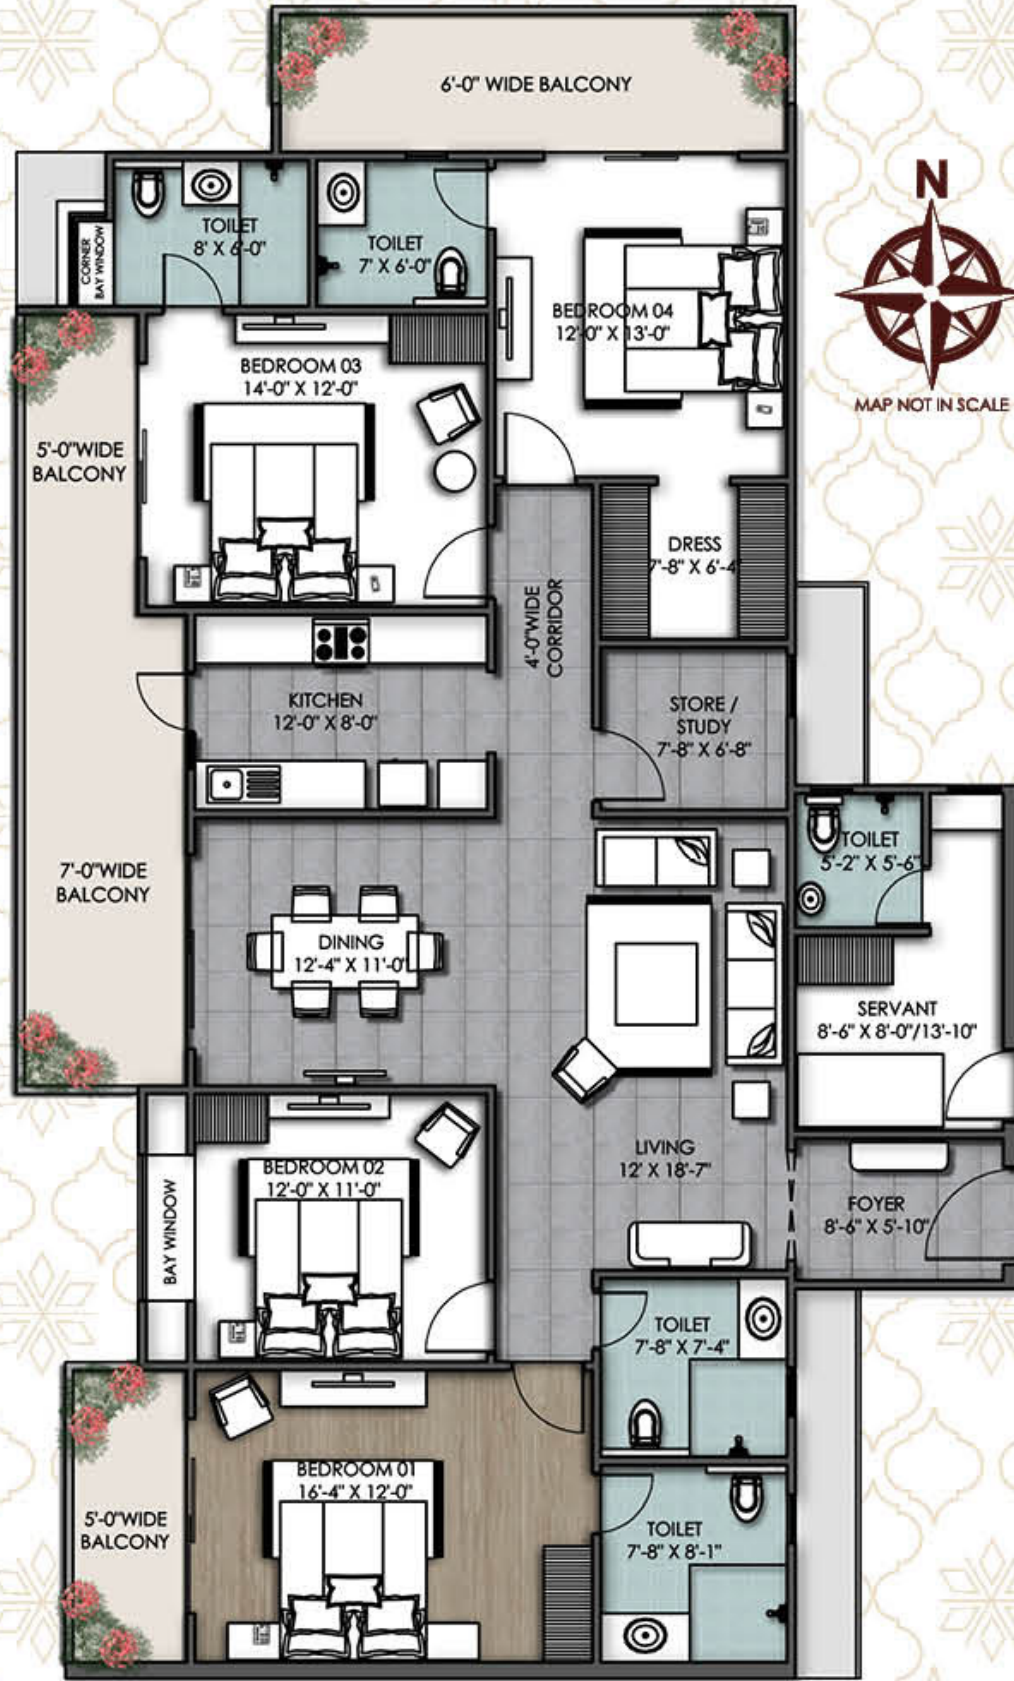 6'-0" WIDE BALCONY
N
MAP NOT IN SCALE
TOILET
8' X 6'-0"
TOILET
7' X 6'-0"
CORNER
BAY WINDOW
BEDROOM 04
12'-0" X 13'-0"
BEDROOM 03
14'-0" X 12'-0"
5'-0"WIDE
BALCONY
DRESS
7'-8" X 6'-4"
4'-0"WIDE
CORRIDOR
KITCHEN
12'-0" X 8'-0"
STORE /
STUDY
7'-8" X 6'-8"
TOILET
5'-2" X 5'-6"
7'-0"WIDE
BALCONY
DINING
12'-4" X 11'-0"
SERVANT
8'-6" X 8'-0"/13'-10"
LIVING
12' X 18'-7"
BEDROOM 02
12'-0" X 11'-0"
BAY WINDOW
FOYER
8'-6" X 5'-10"
TOILET
7'-8" X 7'-4"
BEDROOM 01
16'-4" X 12'-0"
5'-0"WIDE
BALCONY
TOILET
7'-8" X 8'-1"